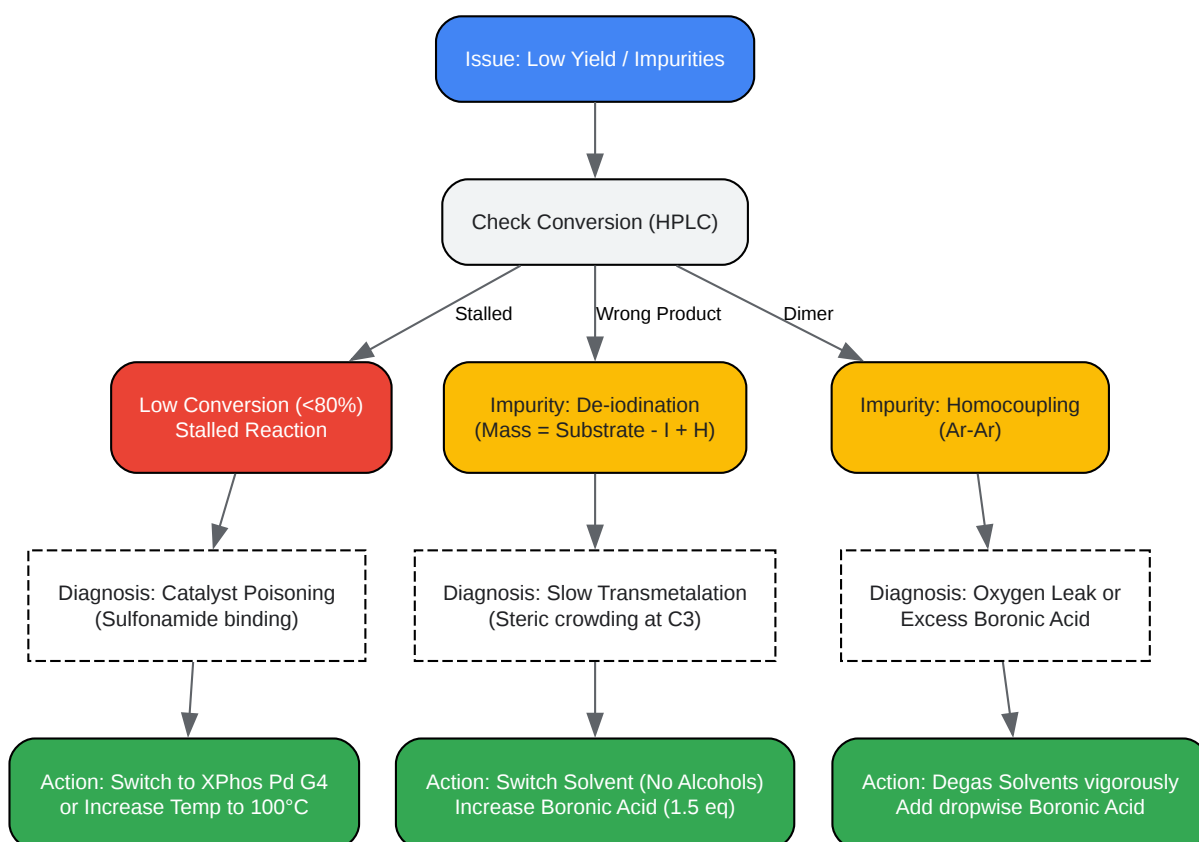 Issue: Low Yield / Impurities
Check Conversion (HPLC)
Stalled
Wrong Product
Dimer
Low Conversion (<80%)
Stalled Reaction
Impurity: De-iodination
(Mass = Substrate - I + H)
Impurity: Homocoupling
(Ar-Ar)
Diagnosis: Catalyst Poisoning
(Sulfonamide binding)
Diagnosis: Slow Transmetalation
(Steric crowding at C3)
Diagnosis: Oxygen Leak or
Excess Boronic Acid
Action: Switch to XPhos Pd G4
or Increase Temp to 100°C
Action: Switch Solvent (No Alcohols)
Increase Boronic Acid (1.5 eq)
Action: Degas Solvents vigorously
Add dropwise Boronic Acid